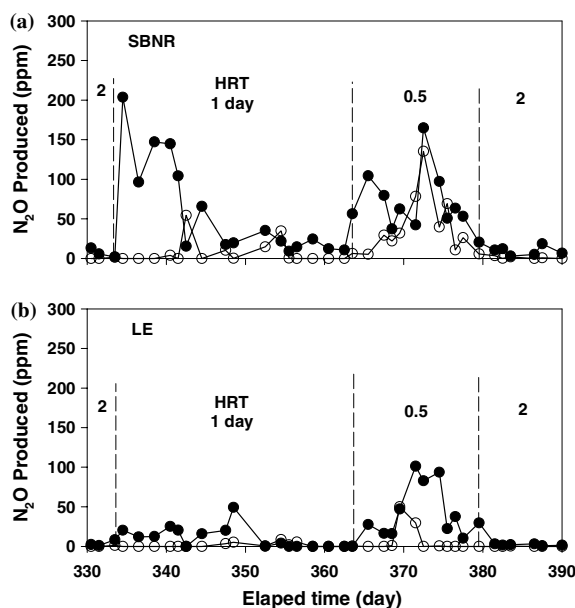 (a)
300
SBNR
250
2
HRT
1 day
0.5
2
200
150
100
50
0
N₂O Produced (ppm)
(b)
300
LE
250
2
HRT
1 day
0.5
2
200
150
100
50
0
N₂O Produced (ppm)
330 340 350 360 370 380 390
Elapsed time (day)